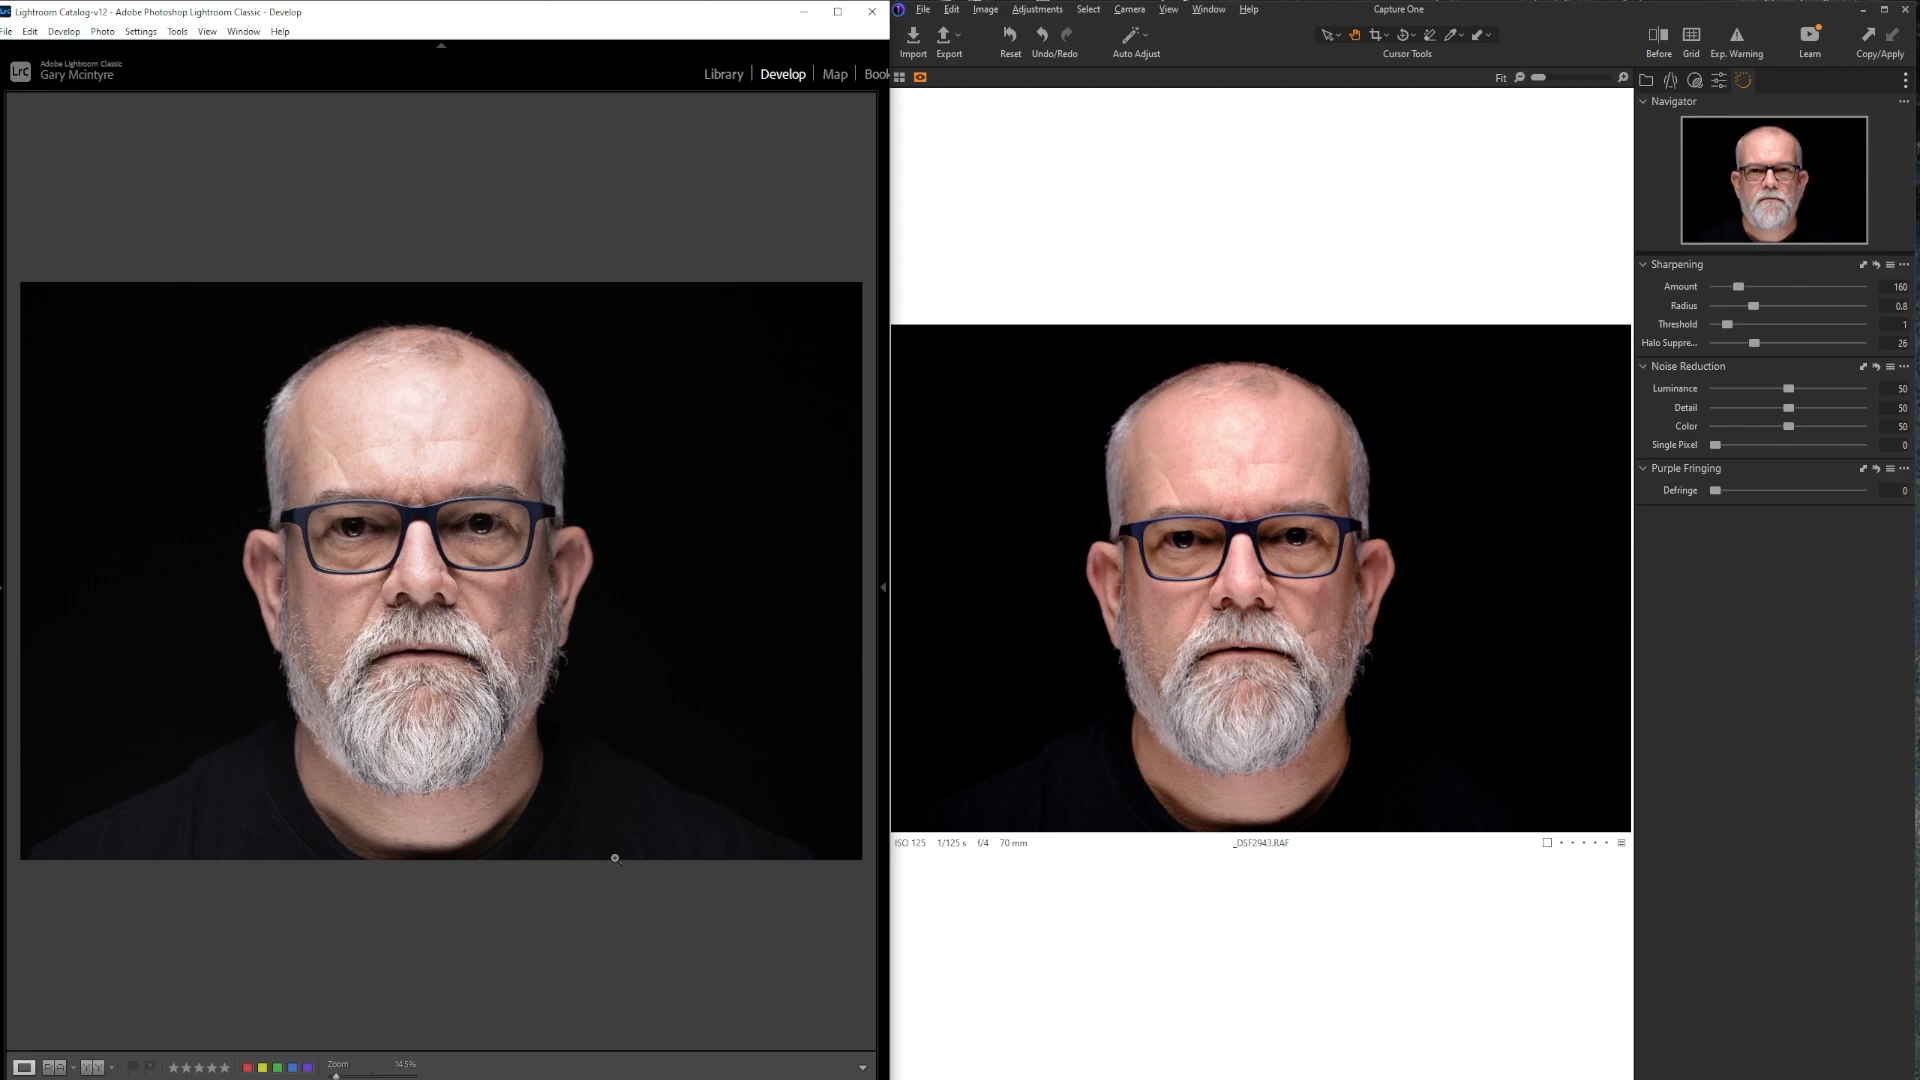 Lightroom Catalog-v12 - Adobe Photoshop Lightroom Classic - Develop
File Edit Develop Photo Settings Tools View Window Help
LrC
Adobe Lightroom Classic
Gary Mcintyre
Library Develop Map Book
Zoom 14.5%
File Edit Image Adjustments Select Camera View Window Help
Capture One
Import Export Reset Undo/Redo Auto Adjust Cursor Tools Before Grid Exp. Warning Learn Copy/Apply
Fit
Navigator
Sharpening
Amount 160
Radius 0.8
Threshold 1
Halo Suppre... 26
Noise Reduction
Luminance 50
Detail 50
Color 50
Single Pixel 0
Purple Fringing
Defringe 0
ISO 125 1/125 s f/4 70 mm
_DSF2943.RAF